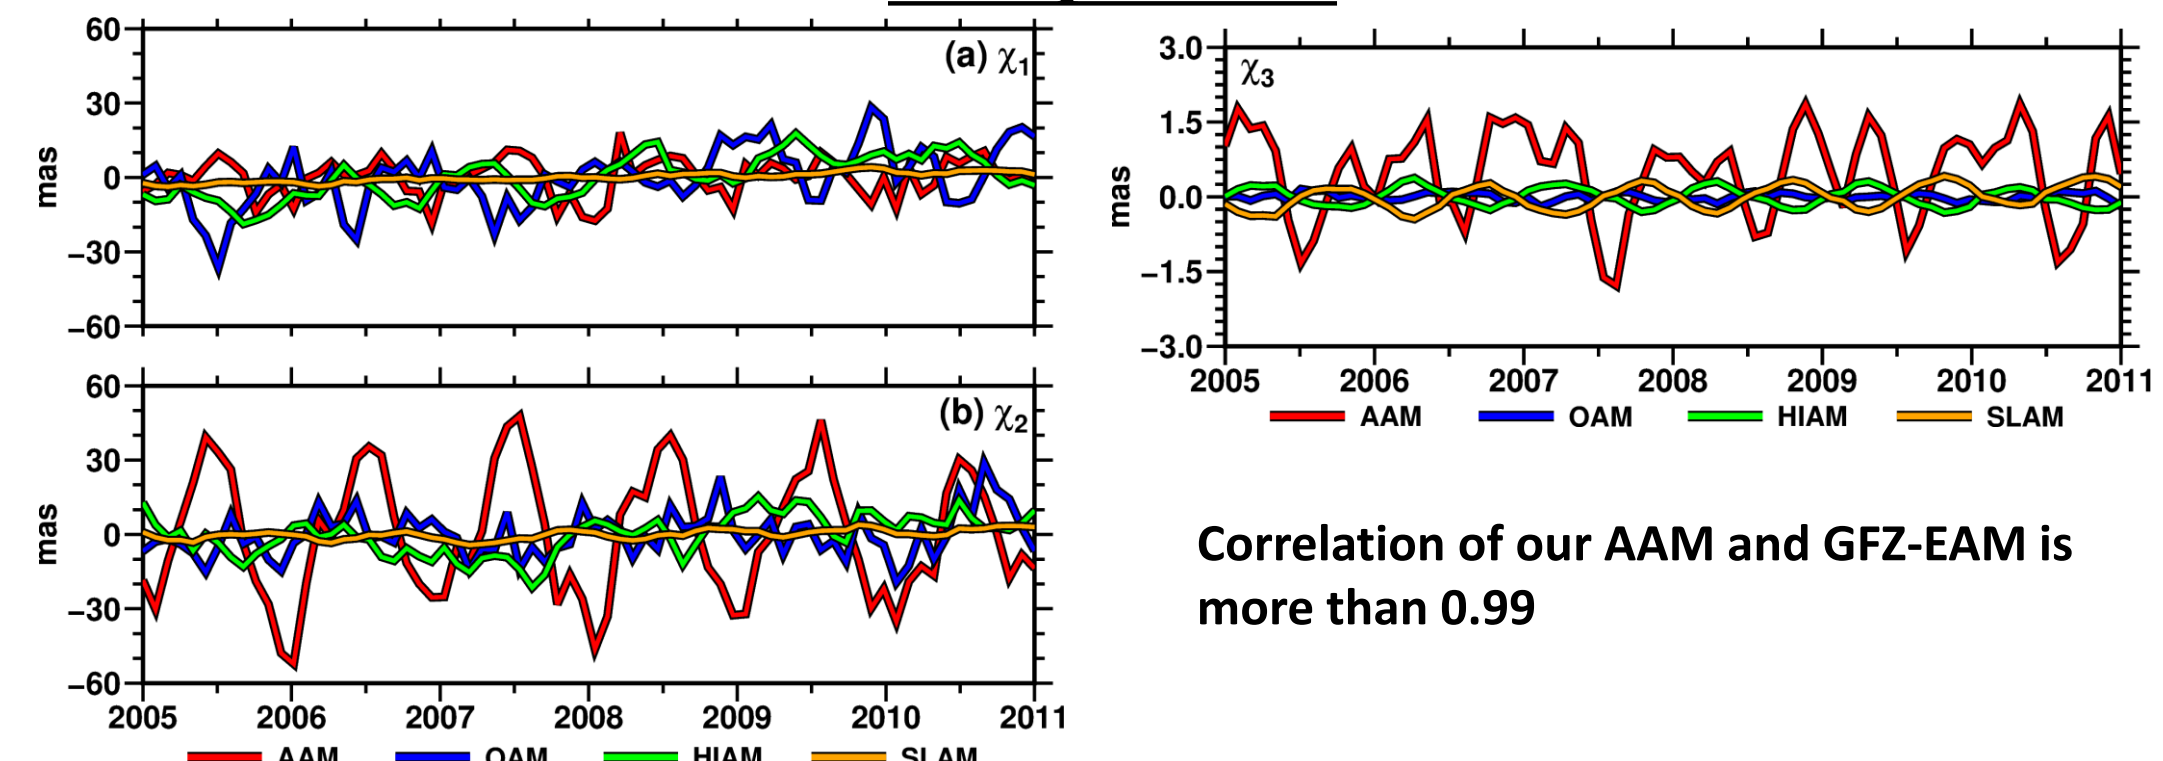 60
30
0
−30
−60
mas
(a) χ1
60
30
0
−30
−60
mas
(b) χ2
2005 2006 2007 2008 2009 2010 2011
AAM OAM HIAM SLAM
3.0
1.5
0.0
−1.5
−3.0
mas
χ3
2005 2006 2007 2008 2009 2010 2011
AAM OAM HIAM SLAM
Correlation of our AAM and GFZ-EAM is
more than 0.99